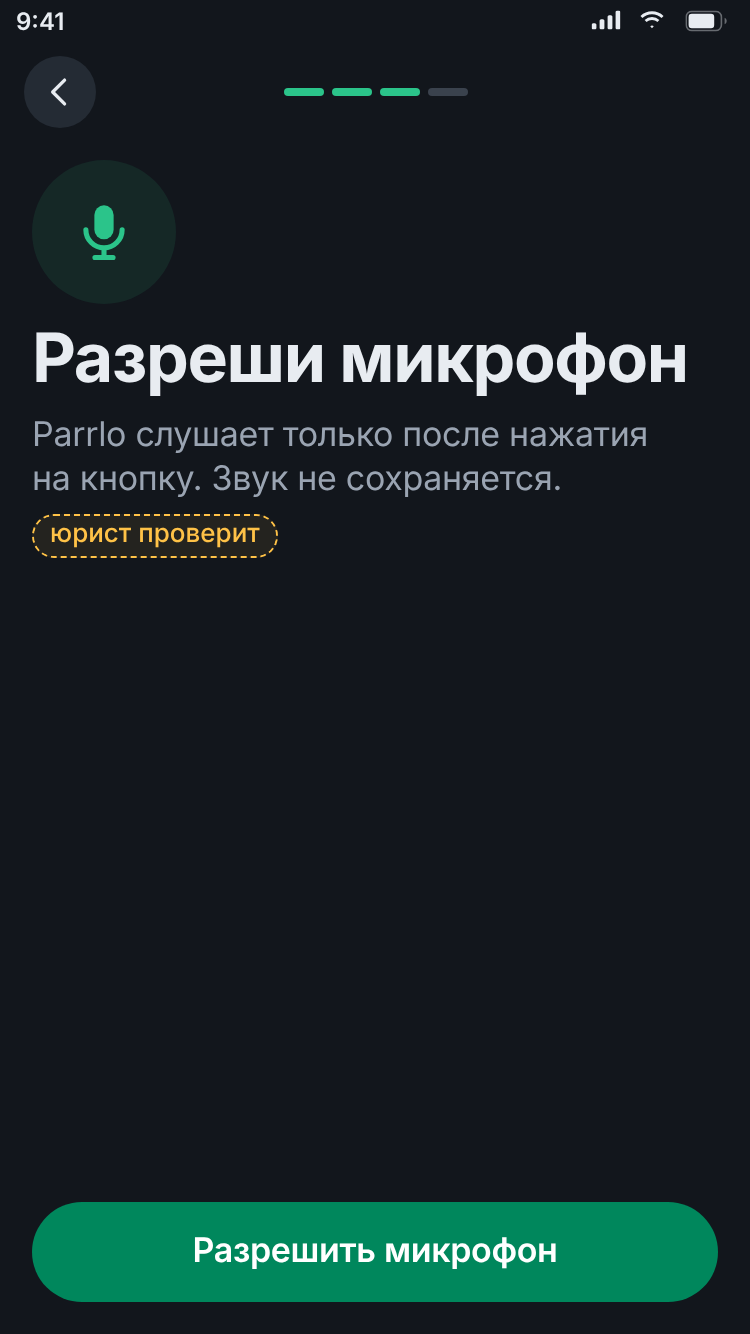 9:41
Разреши микрофон
Parrlo слушает только после нажатия
на кнопку. Звук не сохраняется.
юрист проверит
Разрешить микрофон